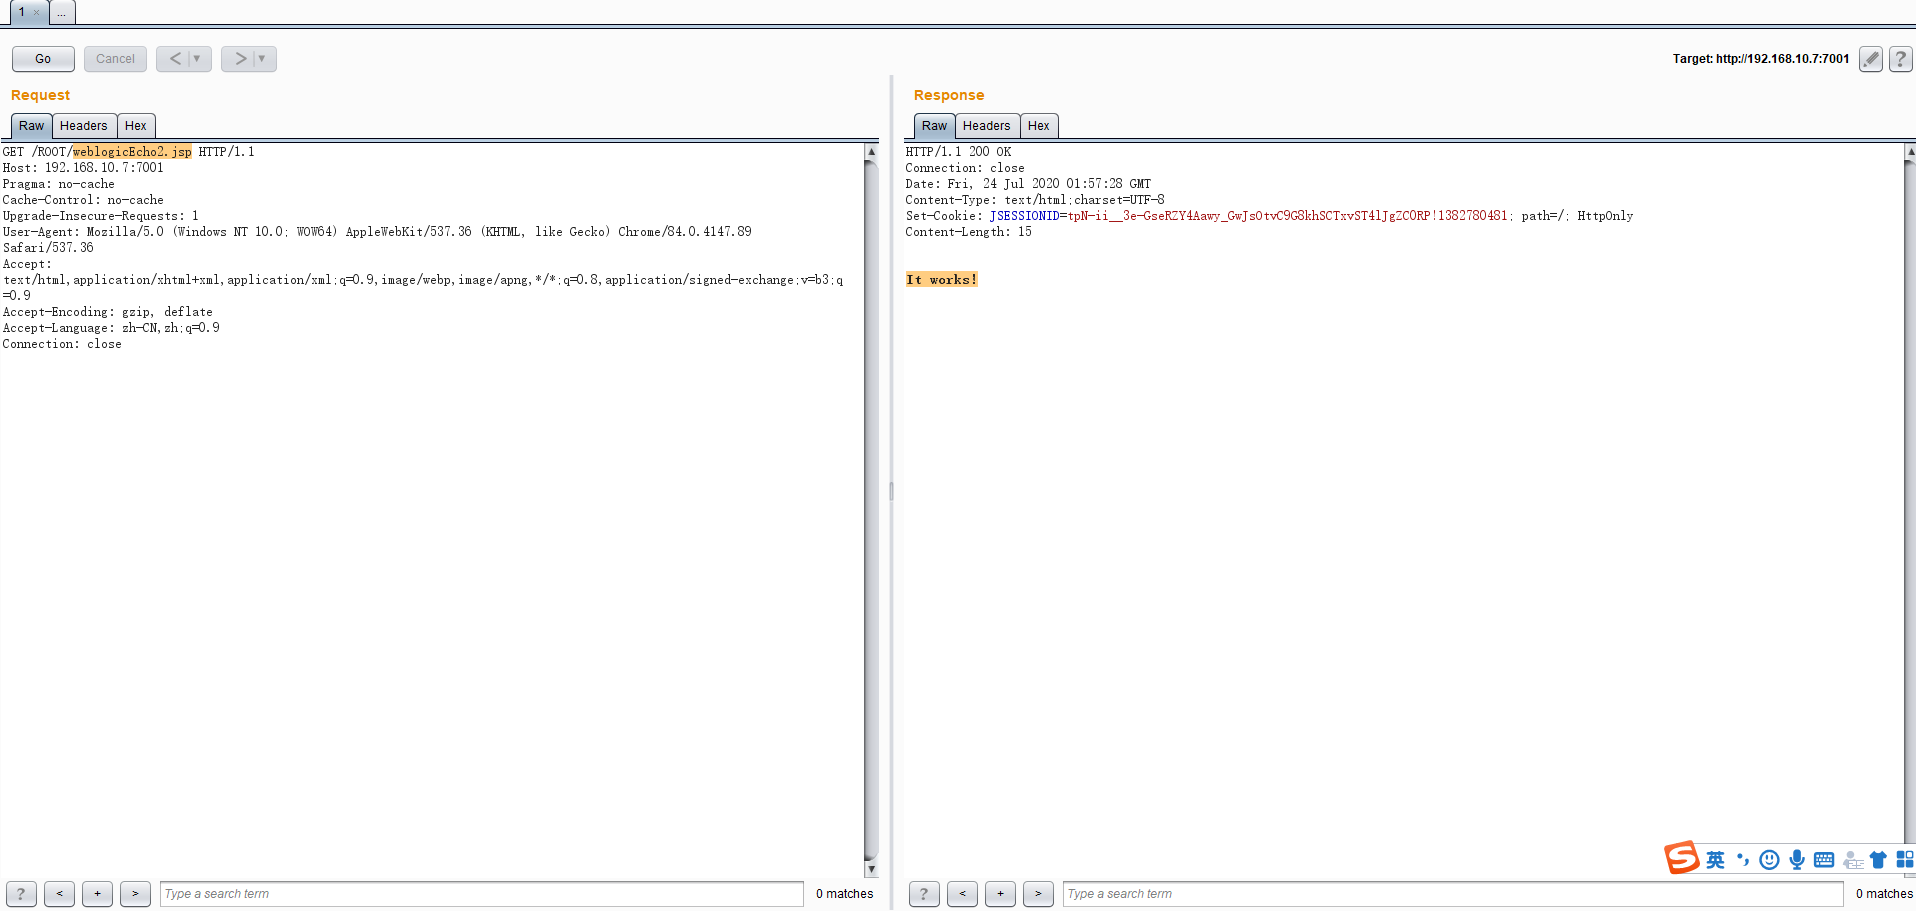 1 × ...
Go Cancel < ▼ > ▼
Target: http://192.168.10.7:7001 ?
Request
Raw Headers Hex
GET /ROOT/weblogicEcho2.jsp HTTP/1.1
Host: 192.168.10.7:7001
Pragma: no-cache
Cache-Control: no-cache
Upgrade-Insecure-Requests: 1
User-Agent: Mozilla/5.0 (Windows NT 10.0; WOW64) AppleWebKit/537.36 (KHTML, like Gecko) Chrome/84.0.4147.89
Safari/537.36
Accept:
text/html,application/xhtml+xml,application/xml;q=0.9,image/webp,image/apng,*/*;q=0.8,application/signed-exchange;v=b3;q
=0.9
Accept-Encoding: gzip, deflate
Accept-Language: zh-CN,zh;q=0.9
Connection: close
? < + > Type a search term 0 matches
Response
Raw Headers Hex
HTTP/1.1 200 OK
Connection: close
Date: Fri, 24 Jul 2020 01:57:28 GMT
Content-Type: text/html;charset=UTF-8
Set-Cookie: JSESSIONID=tpN-ii__3e-GseRZY4Aawy_GwJsOtvC9G8khSCTxvST4lJgZCORP!1382780481; path=/; HttpOnly
Content-Length: 15
It works!
S 英
? < + > Type a search term 0 matches